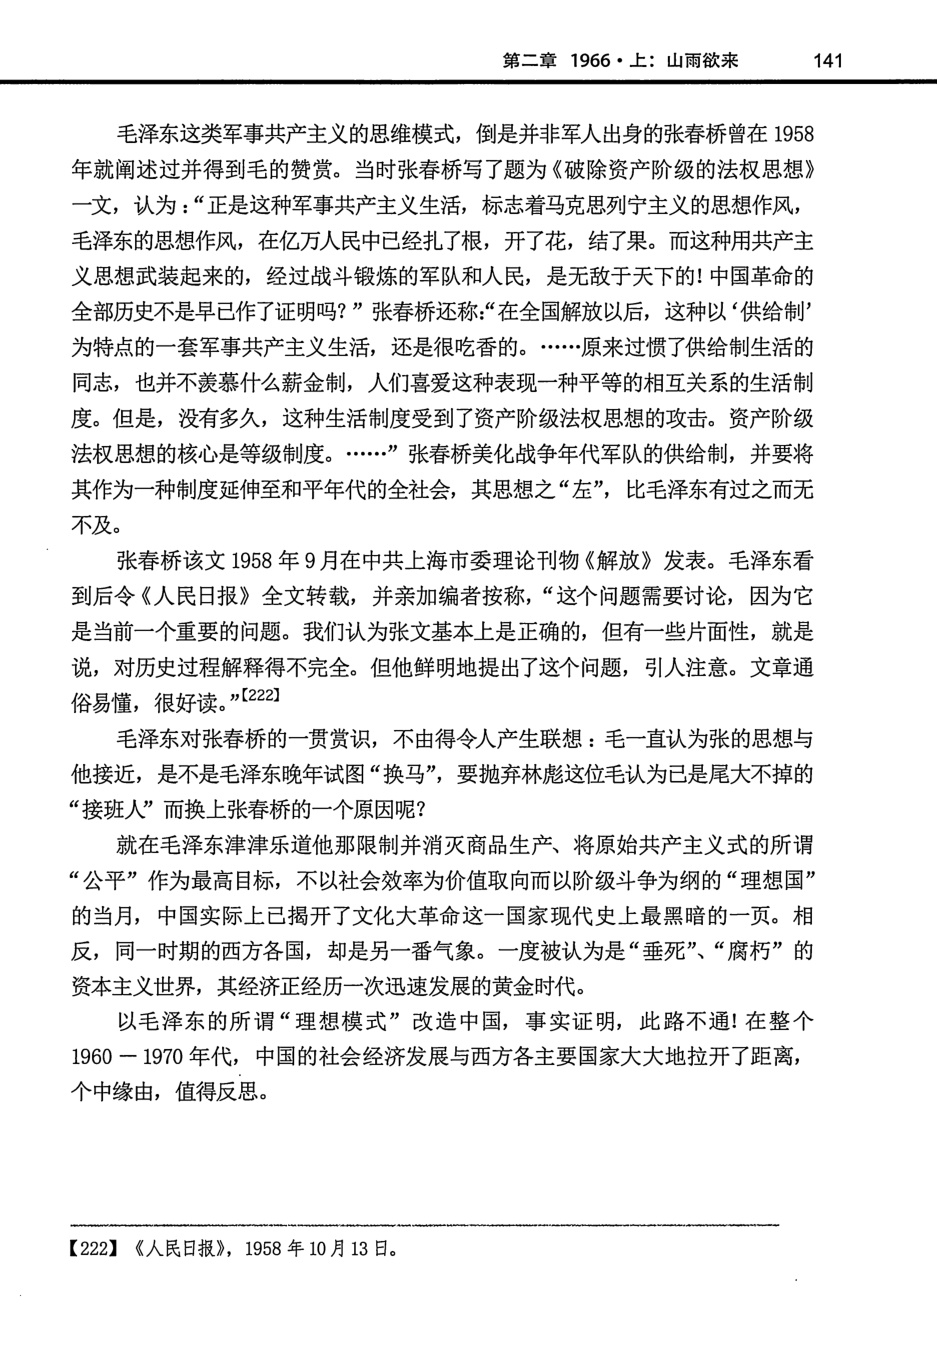 第二章 1966·上：山雨欲来 141
毛泽东这类军事共产主义的思维模式，倒是并非军人出身的张春桥曾在 1958
年就阐述过并得到毛的赞赏。当时张春桥写了题为《破除资产阶级的法权思想》
一文，认为：“正是这种军事共产主义生活，标志着马克思列宁主义的思想作风，
毛泽东的思想作风，在亿万人民中已经扎了根，开了花，结了果。而这种用共产主
义思想武装起来的，经过战斗锻炼的军队和人民，是无敌于天下的！中国革命的
全部历史不是早已作了证明吗？”张春桥还称：“在全国解放以后，这种以‘供给制’
为特点的一套军事共产主义生活，还是很吃香的。……原来过惯了供给制生活的
同志，也并不羡慕什么薪金制，人们喜爱这种表现一种平等的相互关系的生活制
度。但是，没有多久，这种生活制度受到了资产阶级法权思想的攻击。资产阶级
法权思想的核心是等级制度。……”张春桥美化战争年代军队的供给制，并要将
其作为一种制度延伸至和平年代的全社会，其思想之“左”，比毛泽东有过之而无
不及。
张春桥该文 1958 年 9 月在中共上海市委理论刊物《解放》发表。毛泽东看
到后令《人民日报》全文转载，并亲加编者按称，“这个问题需要讨论，因为它
是当前一个重要的问题。我们认为张文基本上是正确的，但有一些片面性，就是
说，对历史过程解释得不完全。但他鲜明地提出了这个问题，引人注意。文章通
俗易懂，很好读。”【222】
毛泽东对张春桥的一贯赏识，不由得令人产生联想：毛一直认为张的思想与
他接近，是不是毛泽东晚年试图“换马”，要抛弃林彪这位毛认为已是尾大不掉的
“接班人”而换上张春桥的一个原因呢？
就在毛泽东津津乐道他那限制并消灭商品生产、将原始共产主义式的所谓
“公平”作为最高目标，不以社会效率为价值取向而以阶级斗争为纲的“理想国”
的当月，中国实际上已揭开了文化大革命这一国家现代史上最黑暗的一页。相
反，同一时期的西方各国，却是另一番气象。一度被认为是“垂死”、“腐朽”的
资本主义世界，其经济正经历一次迅速发展的黄金时代。
以毛泽东的所谓“理想模式”改造中国，事实证明，此路不通！在整个
1960 — 1970 年代，中国的社会经济发展与西方各主要国家大大地拉开了距离，
个中缘由，值得反思。
【222】《人民日报》，1958 年 10 月 13 日。